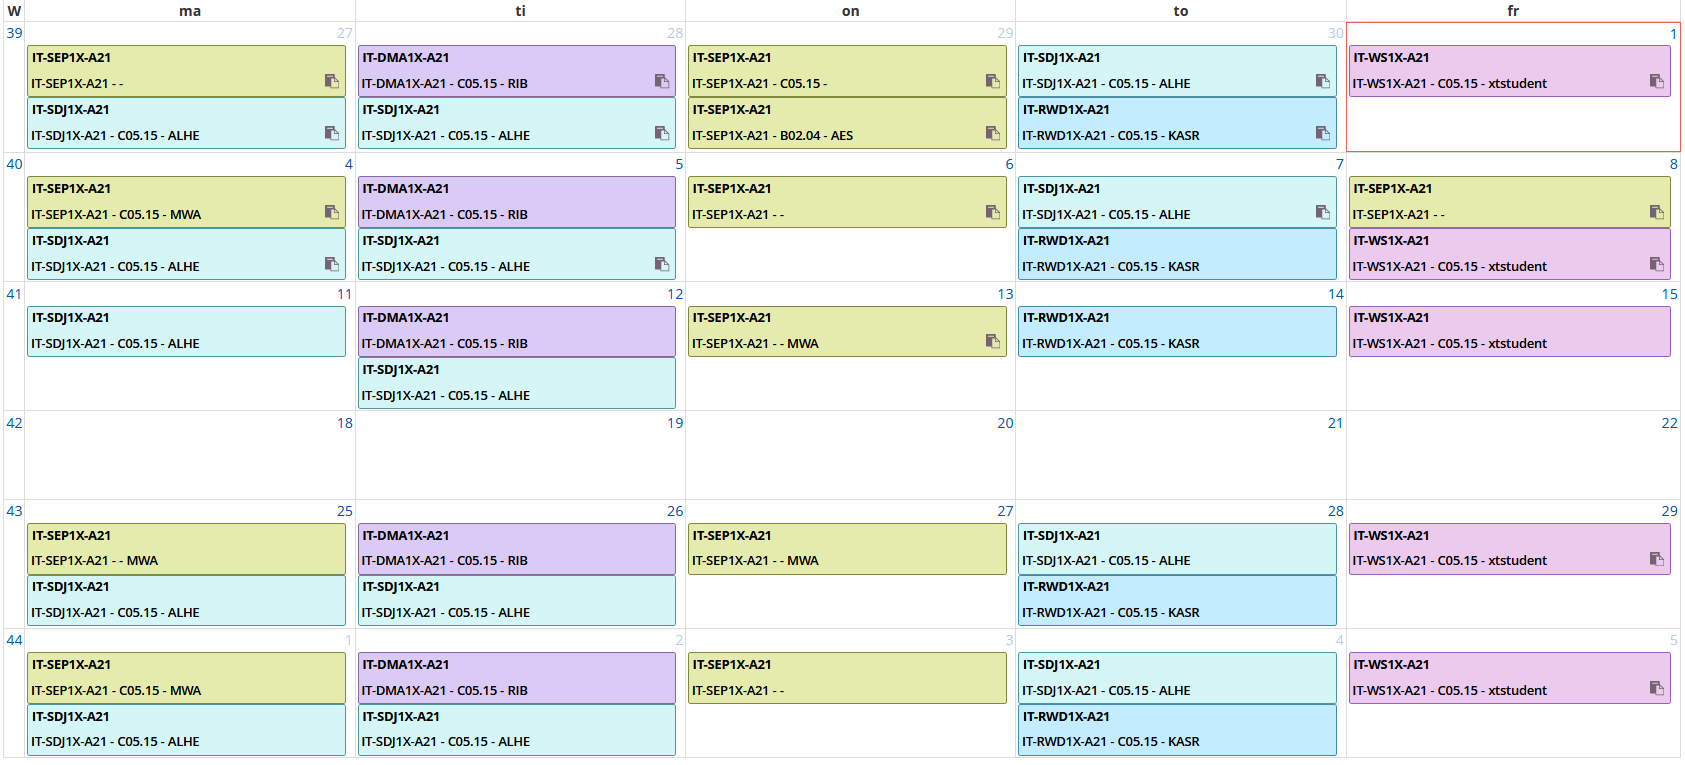 W ma ti on to fr
39 27 28 29 30 1
IT-SEP1X-A21 IT-DMA1X-A21 IT-SEP1X-A21 IT-SDJ1X-A21 IT-WS1X-A21
IT-SEP1X-A21 - - IT-DMA1X-A21 - C05.15 - RIB IT-SEP1X-A21 - C05.15 - IT-SDJ1X-A21 - C05.15 - ALHE IT-WS1X-A21 - C05.15 - xtstudent
IT-SDJ1X-A21 IT-SDJ1X-A21 IT-SEP1X-A21 IT-RWD1X-A21
IT-SDJ1X-A21 - C05.15 - ALHE IT-SDJ1X-A21 - C05.15 - ALHE IT-SEP1X-A21 - B02.04 - AES IT-RWD1X-A21 - C05.15 - KASR
40 4 5 6 7 8
IT-SEP1X-A21 IT-DMA1X-A21 IT-SEP1X-A21 IT-SDJ1X-A21 IT-SEP1X-A21
IT-SEP1X-A21 - C05.15 - MWA IT-DMA1X-A21 - C05.15 - RIB IT-SEP1X-A21 - - IT-SDJ1X-A21 - C05.15 - ALHE IT-SEP1X-A21 - -
IT-SDJ1X-A21 IT-SDJ1X-A21 IT-RWD1X-A21 IT-WS1X-A21
IT-SDJ1X-A21 - C05.15 - ALHE IT-SDJ1X-A21 - C05.15 - ALHE IT-RWD1X-A21 - C05.15 - KASR IT-WS1X-A21 - C05.15 - xtstudent
41 11 12 13 14 15
IT-SDJ1X-A21 IT-DMA1X-A21 IT-SEP1X-A21 IT-RWD1X-A21 IT-WS1X-A21
IT-SDJ1X-A21 - C05.15 - ALHE IT-DMA1X-A21 - C05.15 - RIB IT-SEP1X-A21 - - MWA IT-RWD1X-A21 - C05.15 - KASR IT-WS1X-A21 - C05.15 - xtstudent
IT-SDJ1X-A21
IT-SDJ1X-A21 - C05.15 - ALHE
42 18 19 20 21 22
43 25 26 27 28 29
IT-SEP1X-A21 IT-DMA1X-A21 IT-SEP1X-A21 IT-SDJ1X-A21 IT-WS1X-A21
IT-SEP1X-A21 - - MWA IT-DMA1X-A21 - C05.15 - RIB IT-SEP1X-A21 - - MWA IT-SDJ1X-A21 - C05.15 - ALHE IT-WS1X-A21 - C05.15 - xtstudent
IT-SDJ1X-A21 IT-SDJ1X-A21 IT-RWD1X-A21
IT-SDJ1X-A21 - C05.15 - ALHE IT-SDJ1X-A21 - C05.15 - ALHE IT-RWD1X-A21 - C05.15 - KASR
44 1 2 3 4 5
IT-SEP1X-A21 IT-DMA1X-A21 IT-SEP1X-A21 IT-SDJ1X-A21 IT-WS1X-A21
IT-SEP1X-A21 - C05.15 - MWA IT-DMA1X-A21 - C05.15 - RIB IT-SEP1X-A21 - - IT-SDJ1X-A21 - C05.15 - ALHE IT-WS1X-A21 - C05.15 - xtstudent
IT-SDJ1X-A21 IT-SDJ1X-A21 IT-RWD1X-A21
IT-SDJ1X-A21 - C05.15 - ALHE IT-SDJ1X-A21 - C05.15 - ALHE IT-RWD1X-A21 - C05.15 - KASR